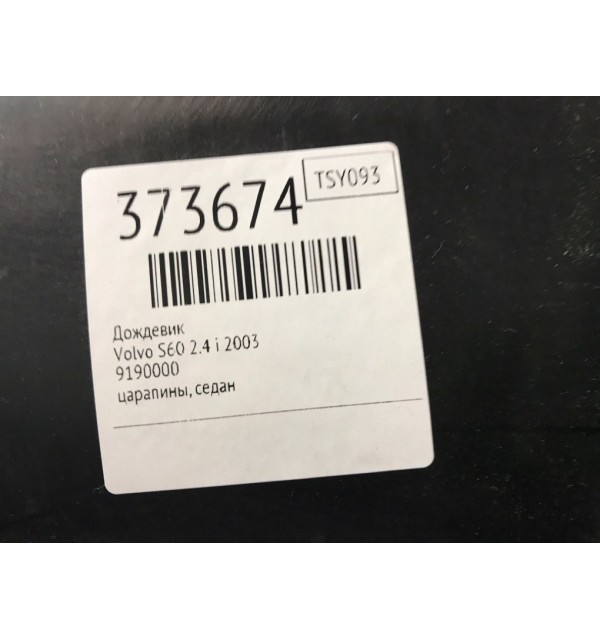 373674
TSY093
Дождевик
Volvo S60 2.4 i 2003
9190000
царапины, седан